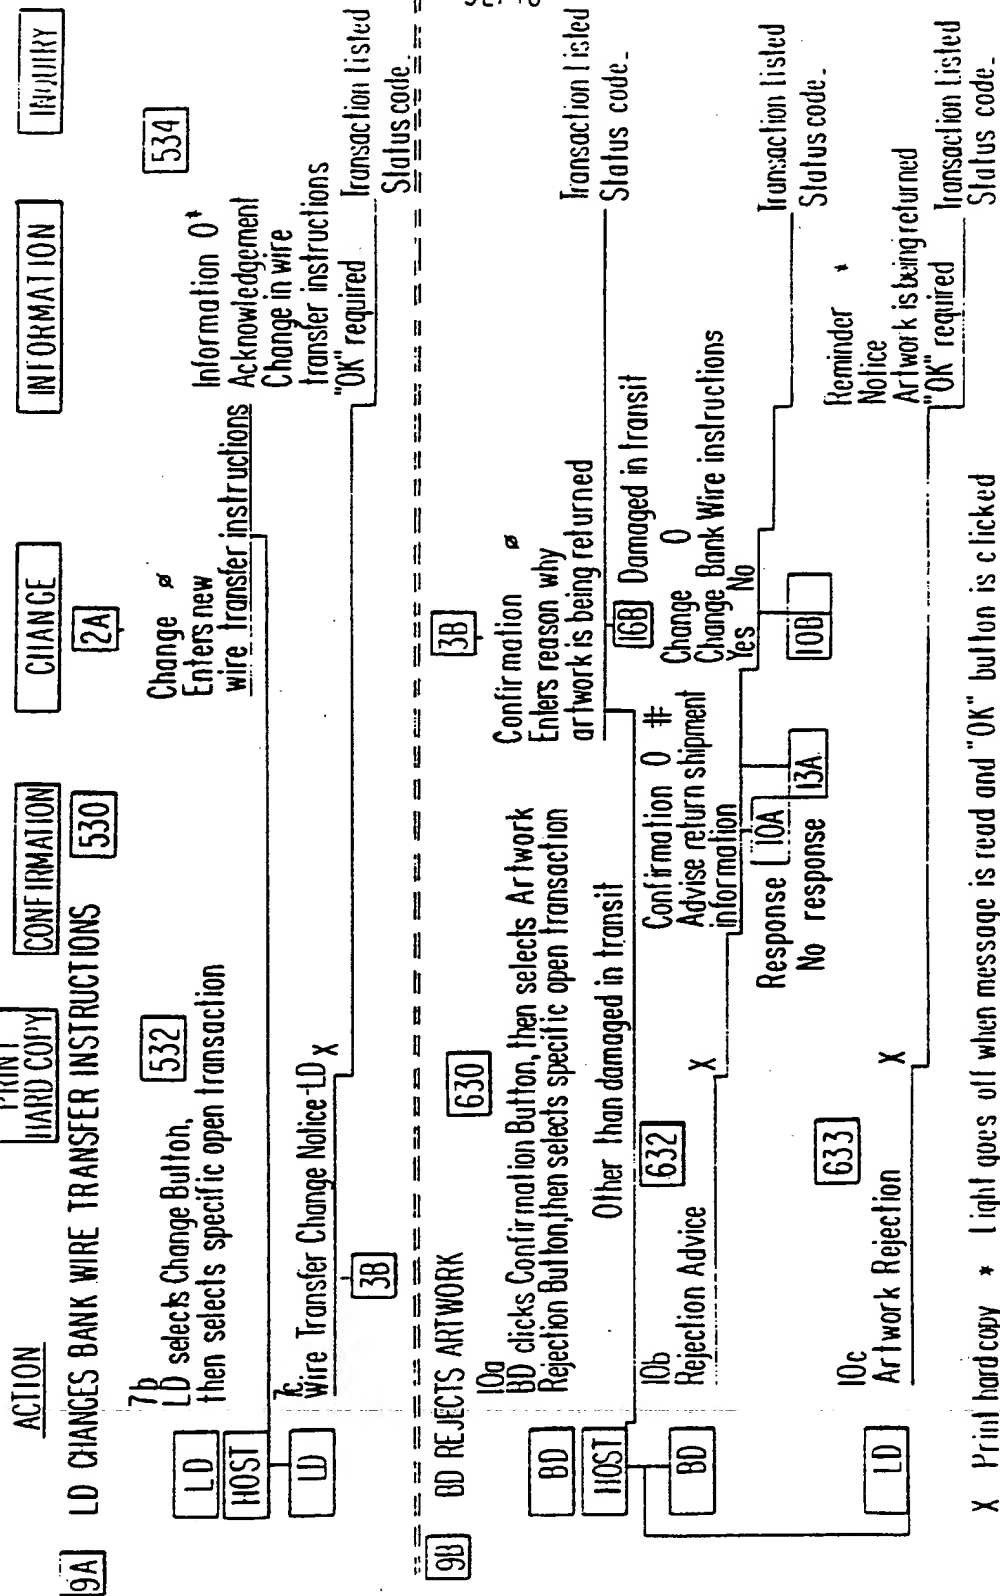 ACTION
PRINT
HARD COPY
CONFIRMATION
CHANGE
INFORMATION
INQUIRY
9A
LD CHANGES BANK WIRE TRANSFER INSTRUCTIONS
530
2A
534
532
7b
LD selects Change Button,
then selects specific open transaction
Change ø
Enters new
wire transfer instructions
Information O*
Acknowledgement
Change in wire
transfer instructions
"OK" required
Transaction Listed
Status code.
LD
HOST
LD
7c
Wire Transfer Change Notice-LD X
3B
9B
BD REJECTS ARTWORK
630
3B
10a
BD clicks Confirmation Button, then selects Artwork
Rejection Button, then selects specific open transaction
Confirmation ø
Enters reason why
artwork is being returned
Transaction Listed
Status code.
BD
HOST
BD
Other than damaged in transit
16B
Damaged in transit
632
10b
Rejection Advice
X
Confirmation O #
Advise return shipment
information
Change O
Change Bank Wire instructions
Yes No
Transaction Listed
Status code.
Response
10A
No response
13A
10B
633
10c
Artwork Rejection
X
LD
Reminder *
Notice
Artwork is being returned
"OK" required
Transaction Listed
Status code.
X Print hard copy * Light goes off when message is read and "OK" button is clicked